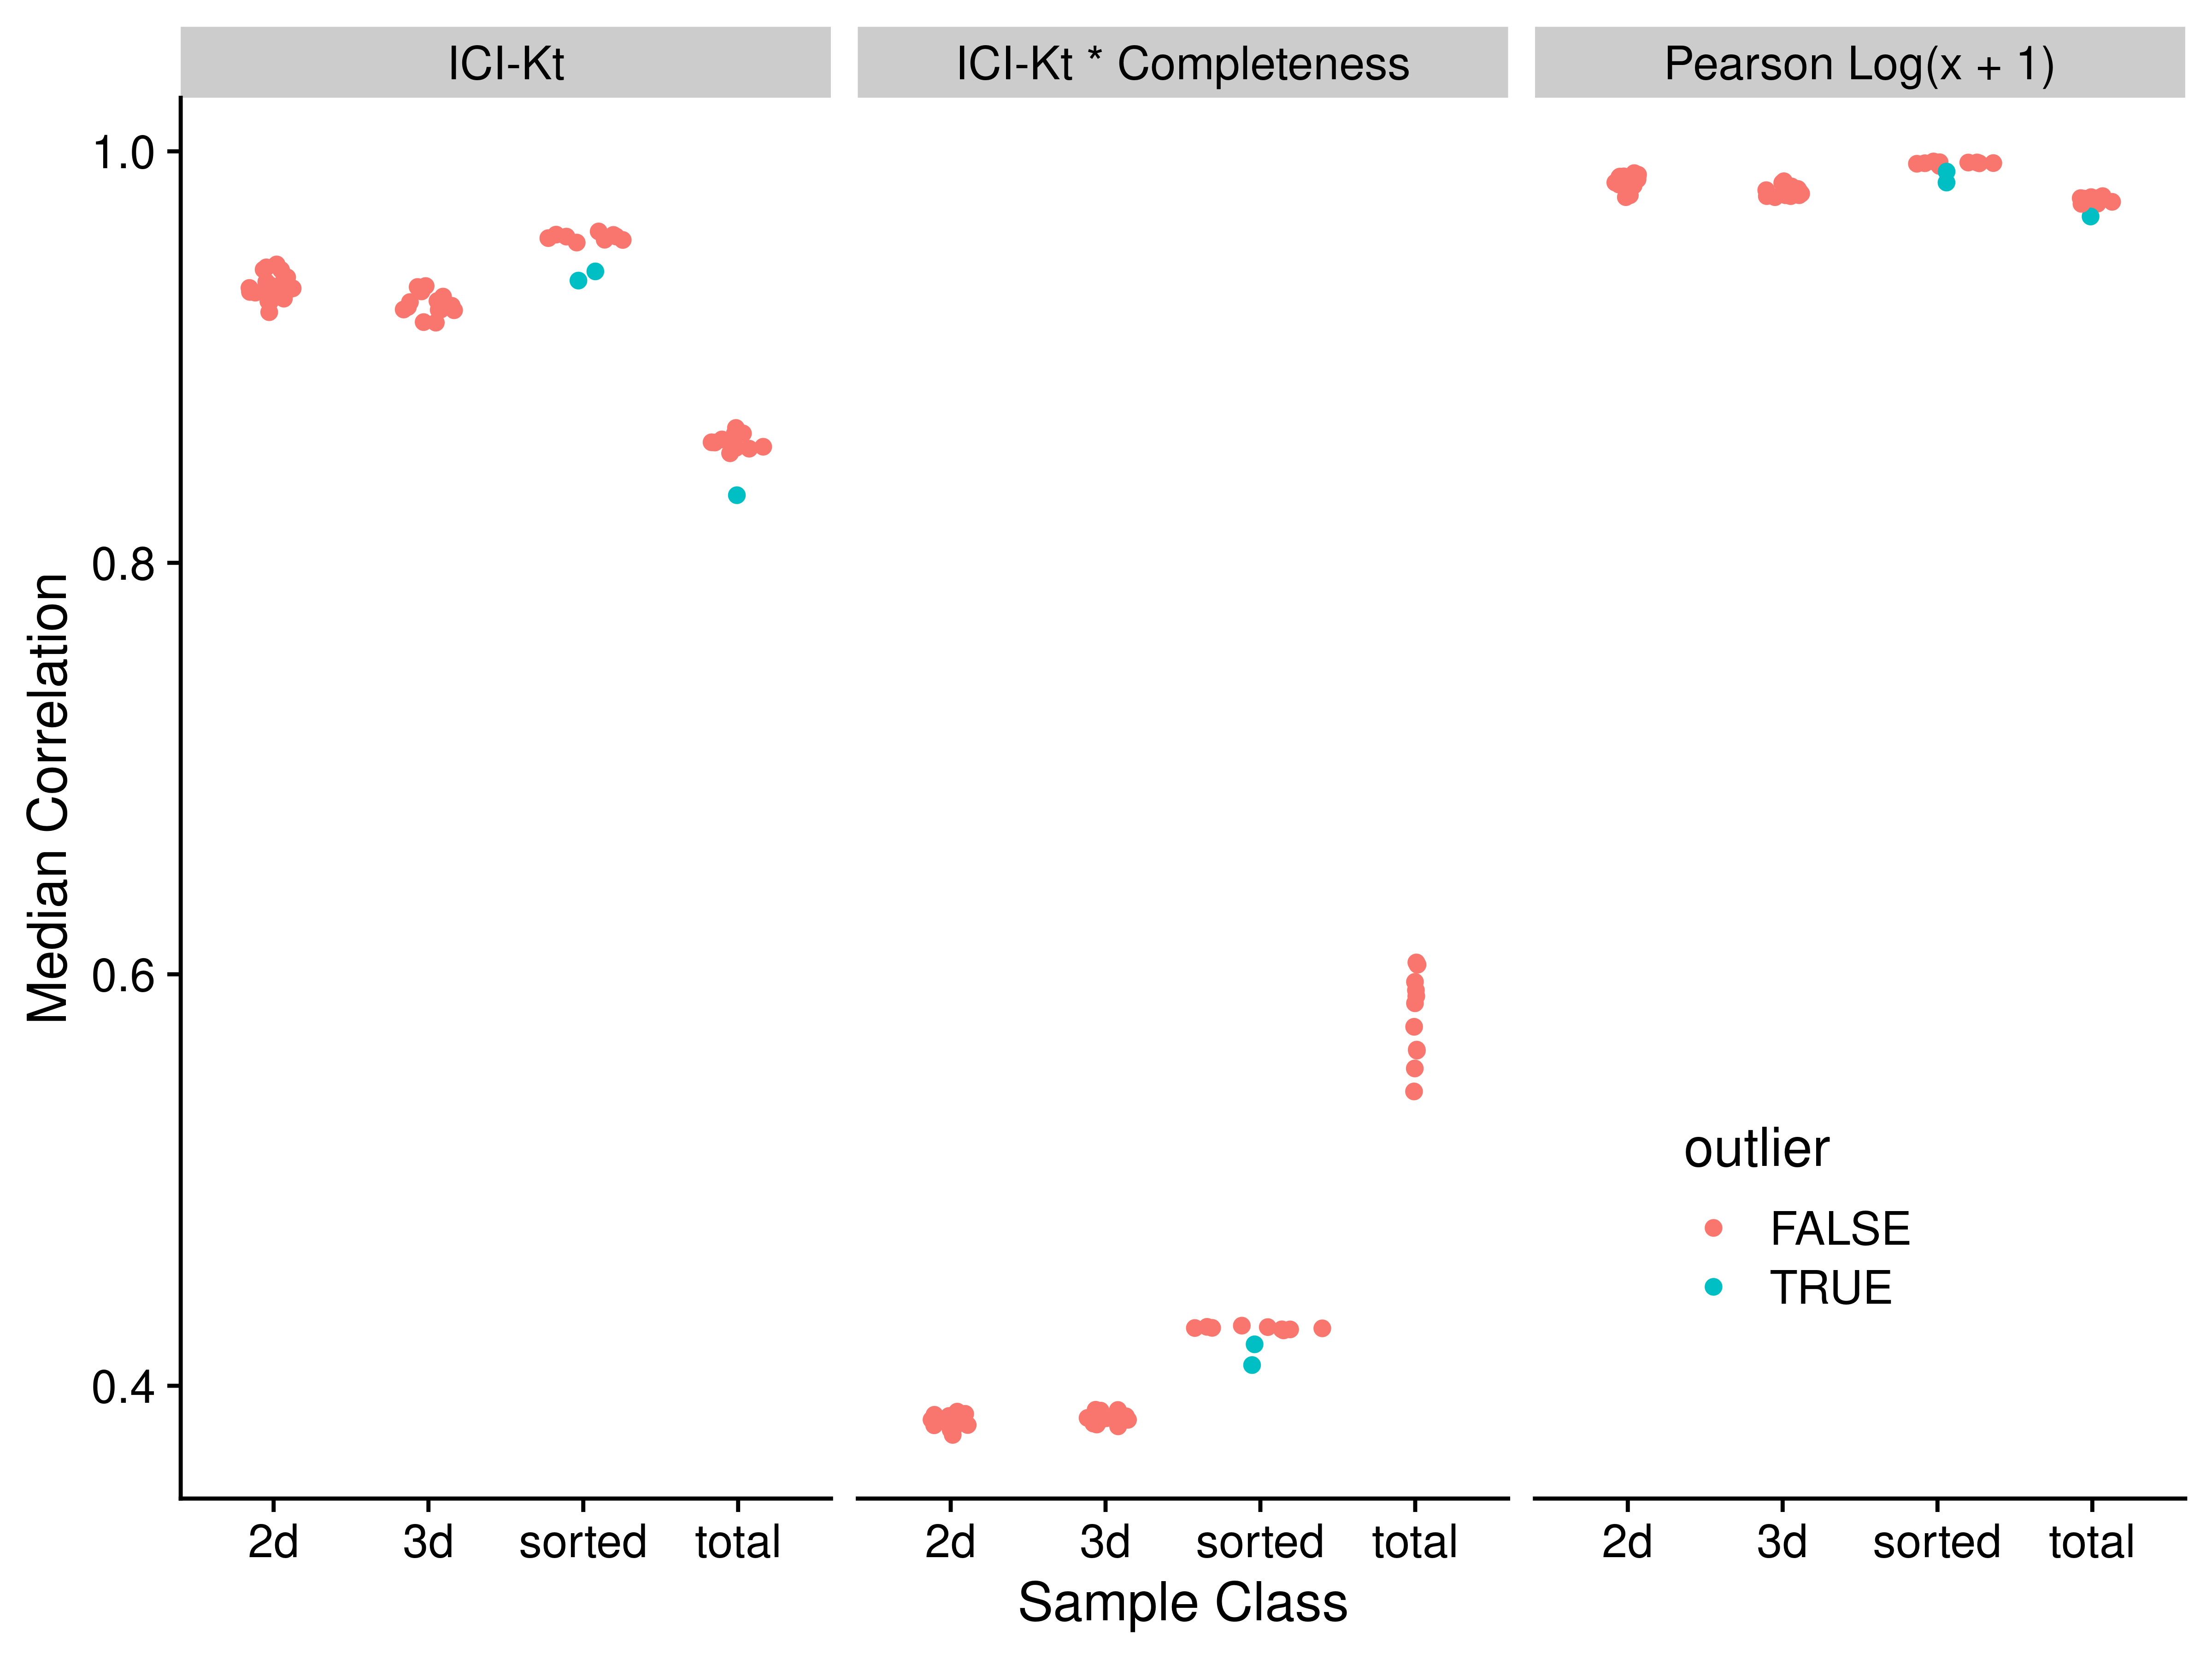 ICI-Kt
ICI-Kt * Completeness
Pearson Log(x + 1)
Median Correlation
1.0
0.8
0.6
0.4
outlier
FALSE
TRUE
2d 3d sorted total
2d 3d sorted total
2d 3d sorted total
Sample Class